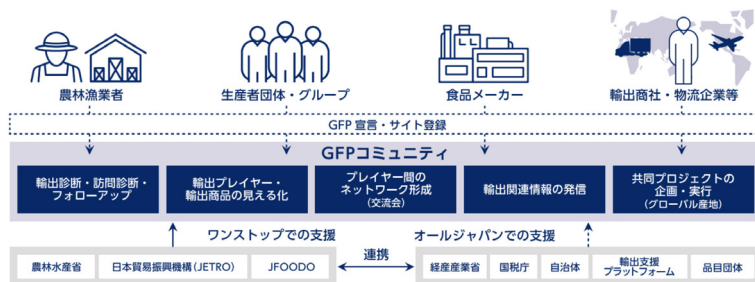 農林漁業者
生産者団体・グループ
食品メーカー
輸出商社・物流企業等
GFP 宣言・サイト登録
GFPコミュニティ
輸出診断・訪問診断・
フォローアップ
輸出プレイヤー・
輸出商品の見える化
プレイヤー間の
ネットワーク形成
(交流会)
輸出関連情報の発信
共同プロジェクトの
企画・実行
(グローバル産地)
ワンストップでの支援
オールジャパンでの支援
農林水産省
日本貿易振興機構(JETRO)
JFOODO
連携
経産産業省
国税庁
自治体
輸出支援
プラットフォーム
品目団体